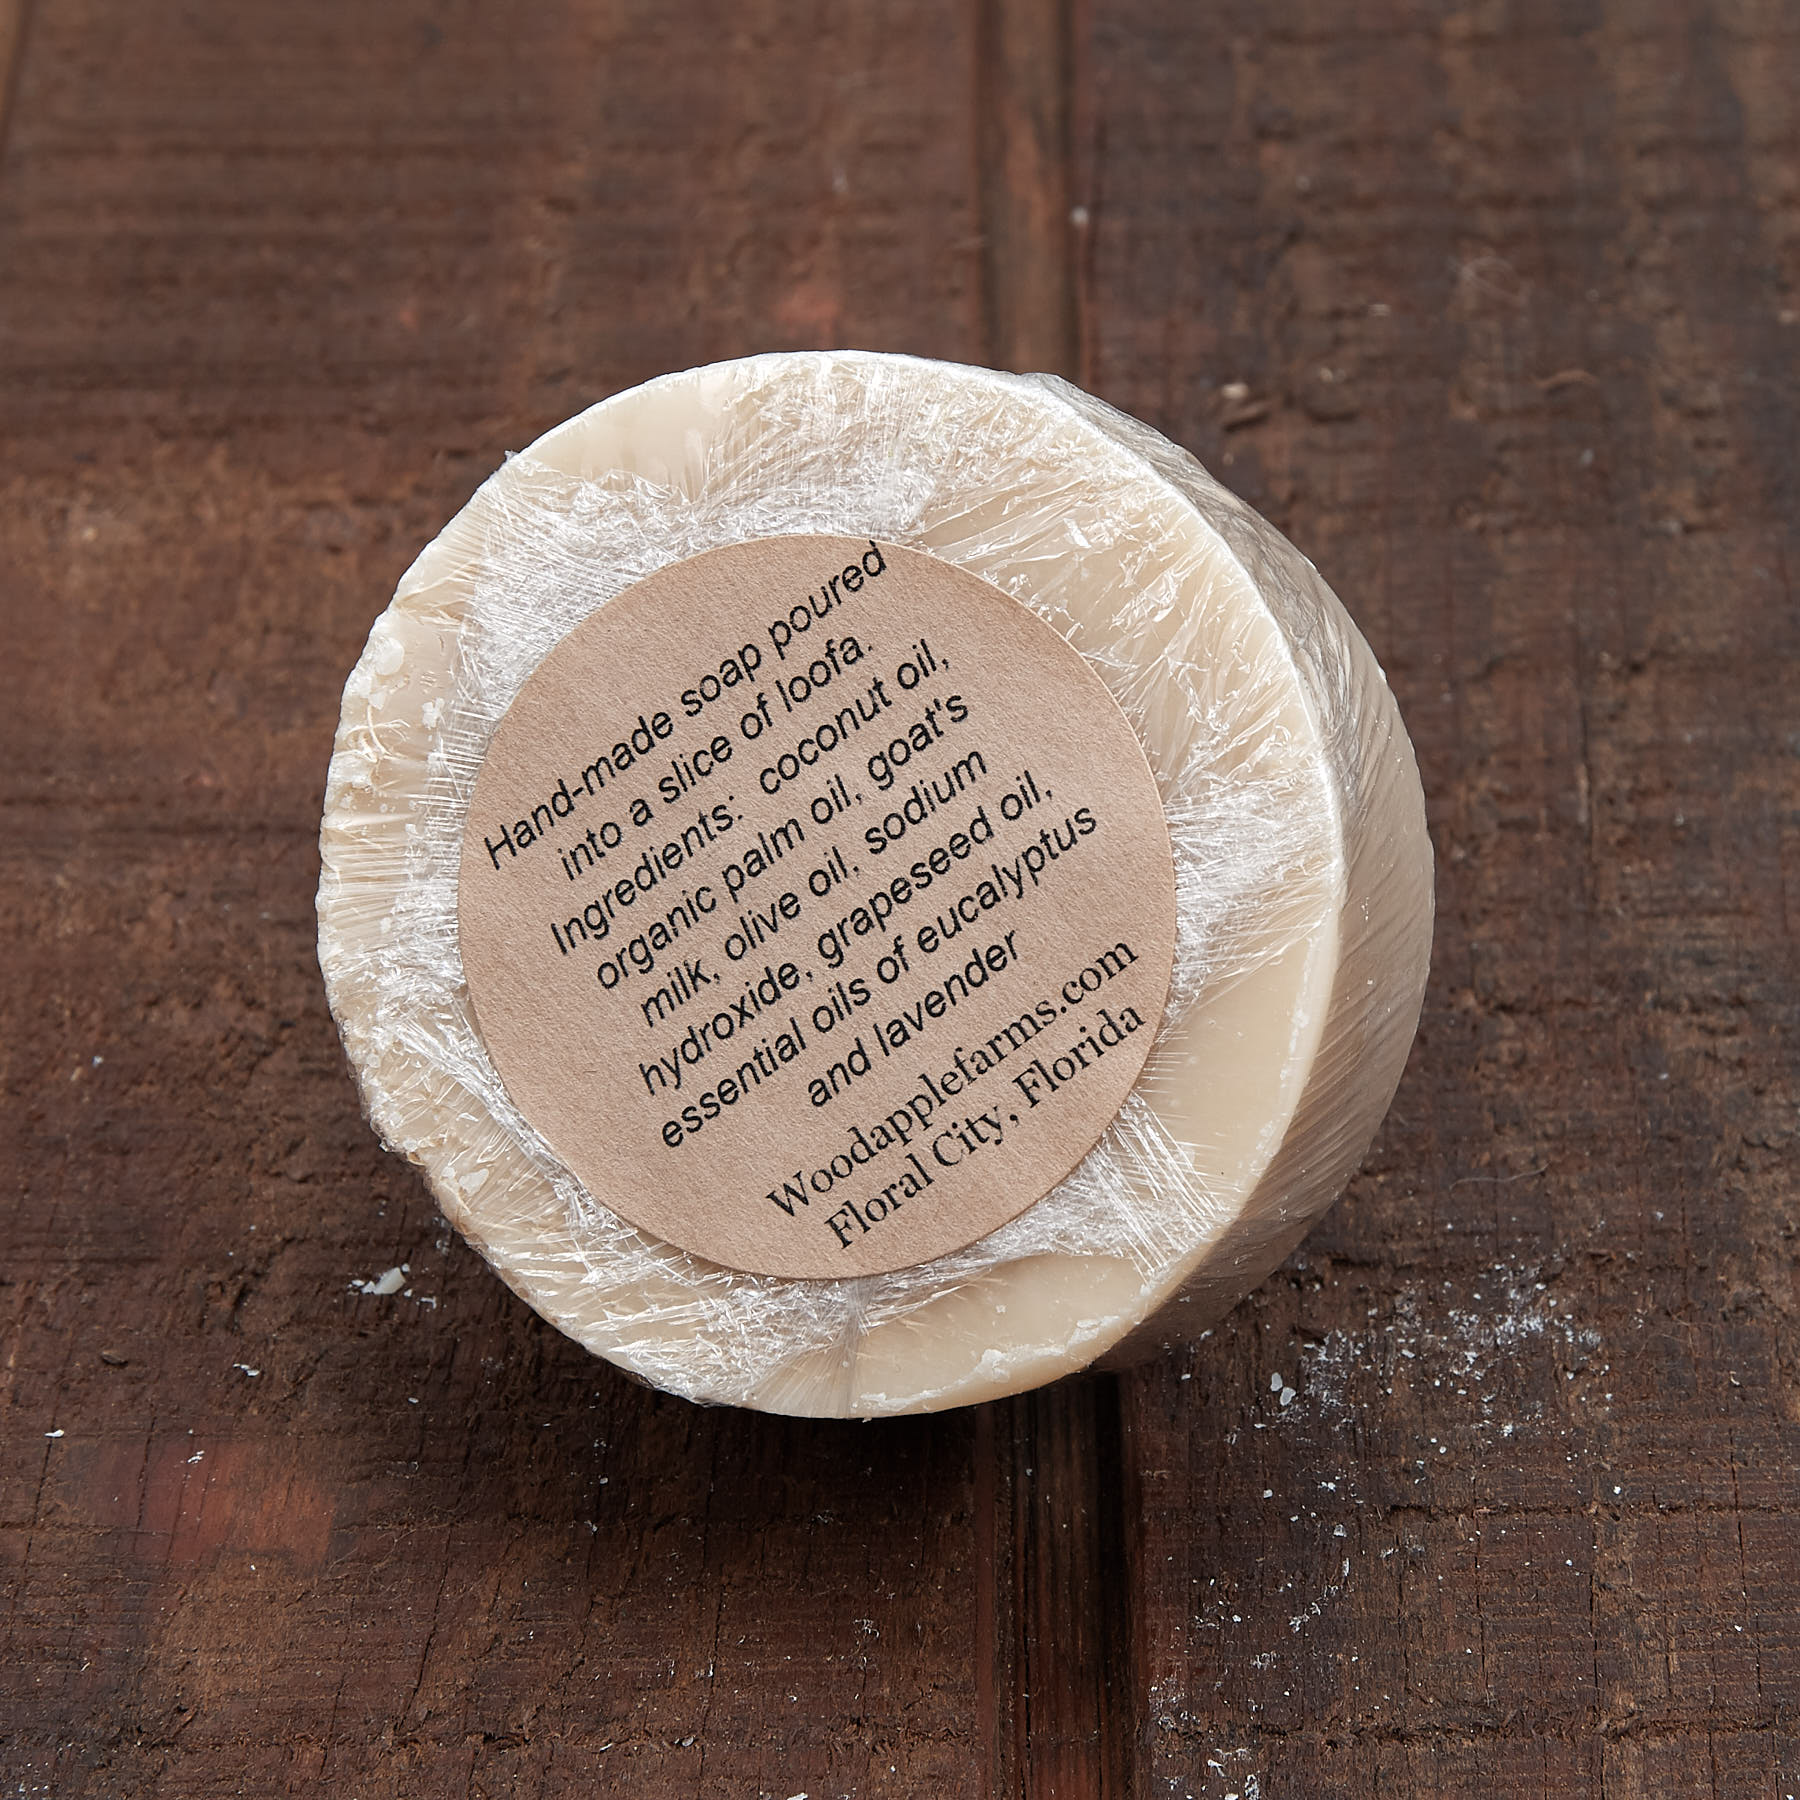 Hand-made soap poured
into a slice of loofa.
Ingredients: coconut oil,
organic palm oil, goat's
milk, olive oil, sodium
hydroxide, grapeseed oil,
essential oils of eucalyptus
and lavender
Woodapplefarms.com
Floral City, Florida